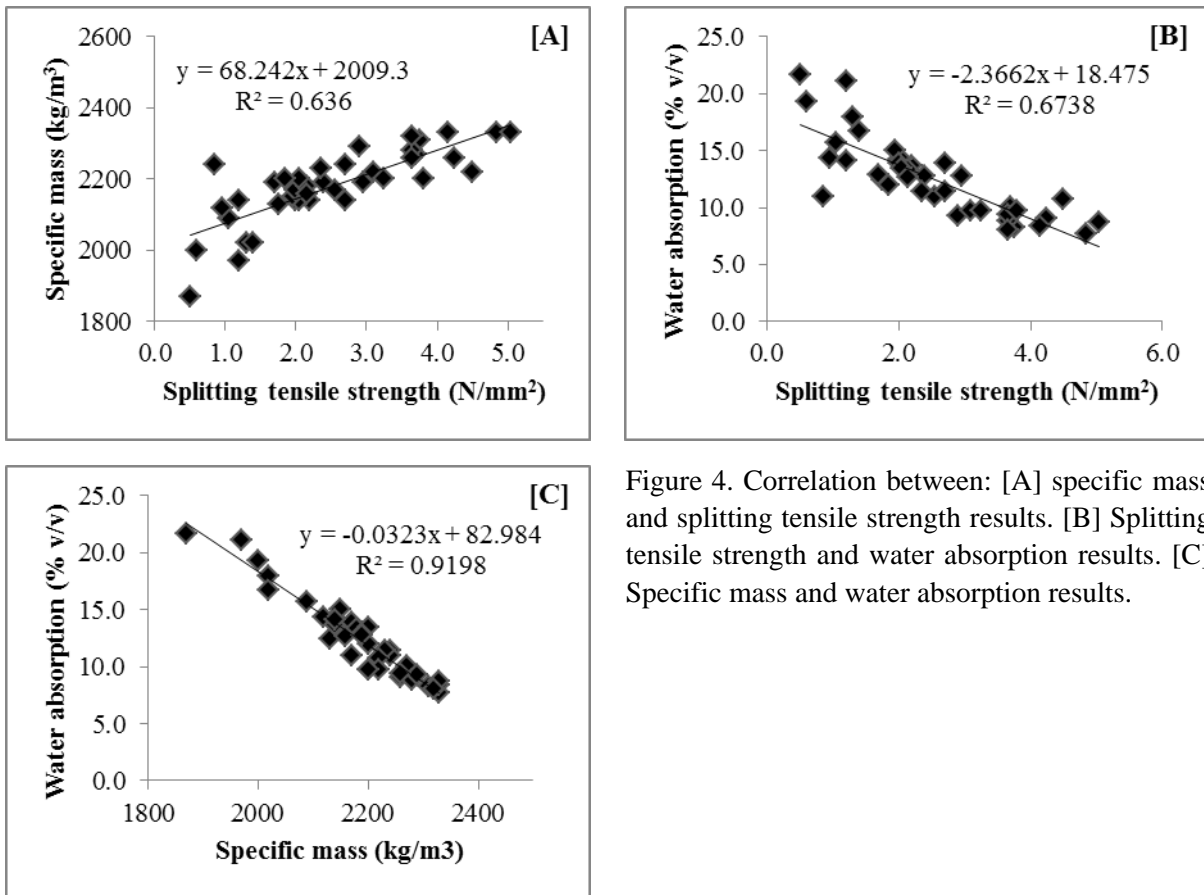 [A]
2600
2400
2200
2000
1800
y = 68.242x + 2009.3
R² = 0.636
Specific mass (kg/m³)
0.0 1.0 2.0 3.0 4.0 5.0
Splitting tensile strength (N/mm²)
[B]
25.0
20.0
15.0
10.0
5.0
0.0
y = -2.3662x + 18.475
R² = 0.6738
Water absorption (% v/v)
0.0 2.0 4.0 6.0
Splitting tensile strength (N/mm²)
[C]
25.0
20.0
15.0
10.0
5.0
0.0
y = -0.0323x + 82.984
R² = 0.9198
Water absorption (% v/v)
1800 2000 2200 2400
Specific mass (kg/m3)
Figure 4. Correlation between: [A] specific mass
and splitting tensile strength results. [B] Splitting
tensile strength and water absorption results. [C]
Specific mass and water absorption results.